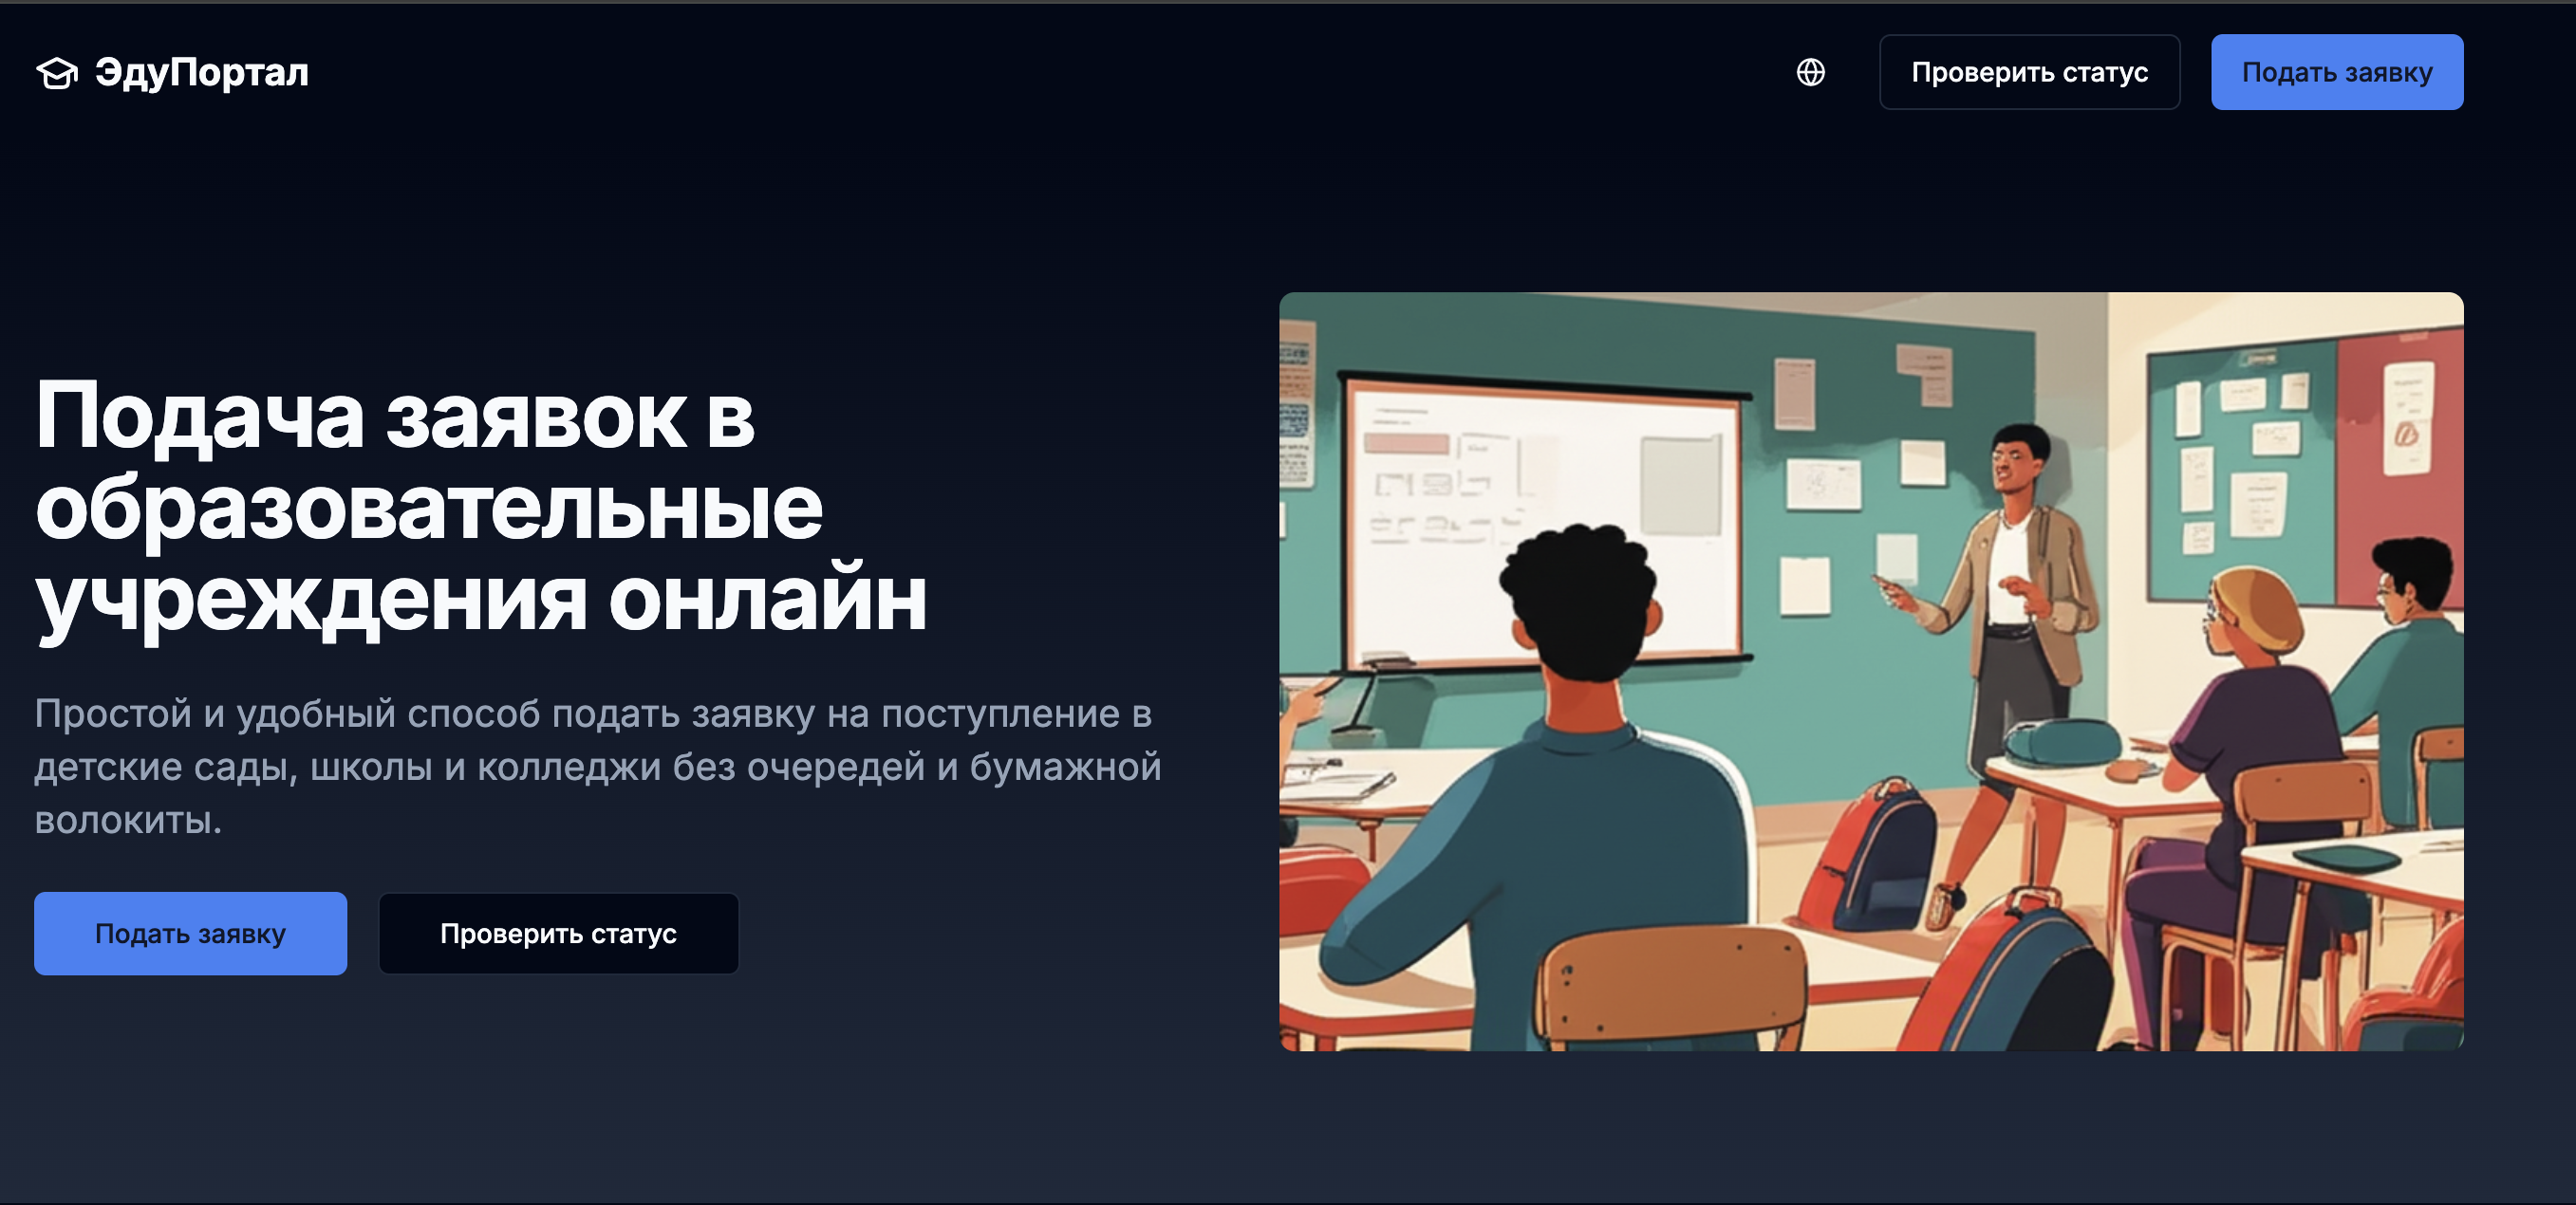 ЭдуПортал
Проверить статус
Подать заявку
Подача заявок в
образовательные
учреждения онлайн
Простой и удобный способ подать заявку на поступление в
детские сады, школы и колледжи без очередей и бумажной
волокиты.
Подать заявку
Проверить статус